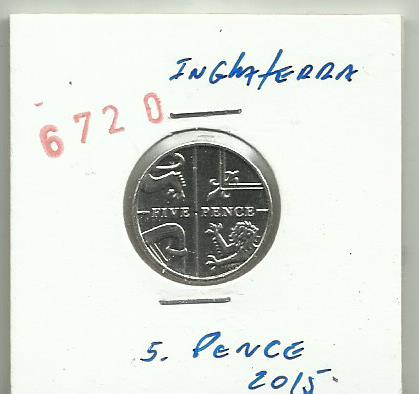 INGLATERRA
6720
FIVE PENCE
5. PENCE
2015